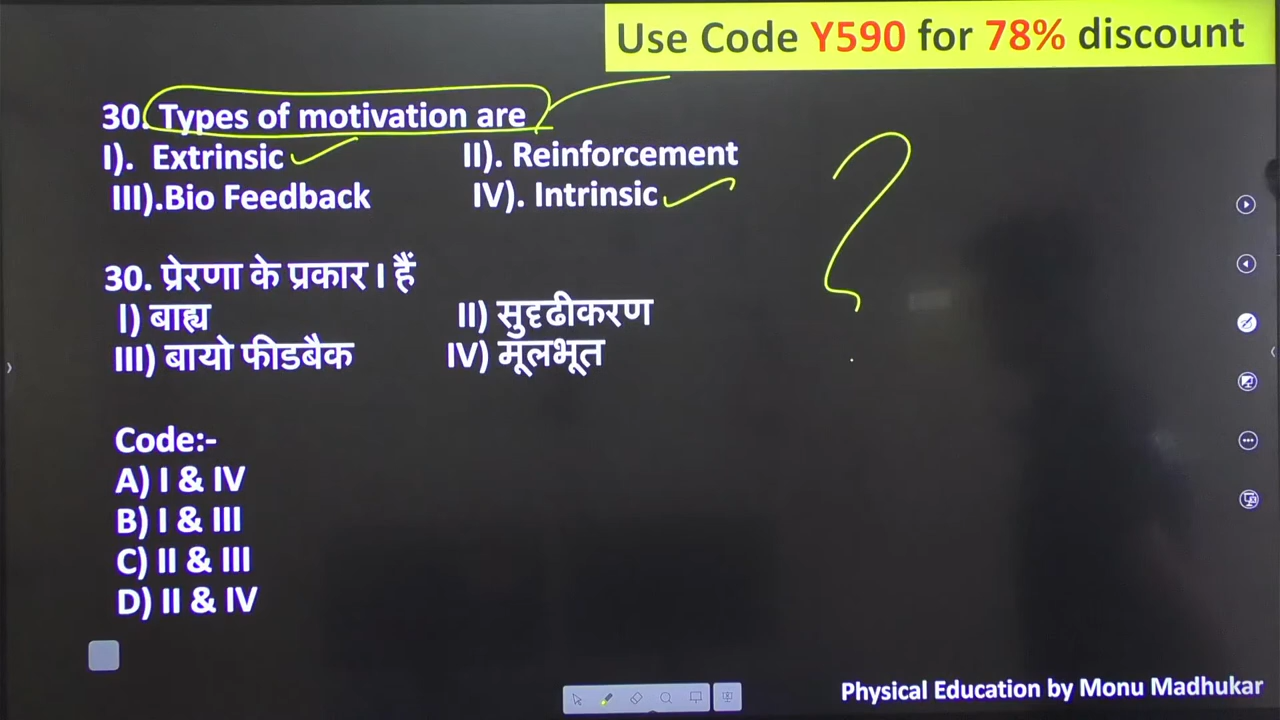 Use Code Y590 for 78% discount
30. Types of motivation are
I). Extrinsic II). Reinforcement
III).Bio Feedback IV). Intrinsic
30. प्रेरणा के प्रकार । हैं
I) बाह्य II) सुदृढीकरण
III) बायो फीडबैक IV) मूलभूत
Code:-
A) I & IV
B) I & III
C) II & III
D) II & IV
Physical Education by Monu Madhukar